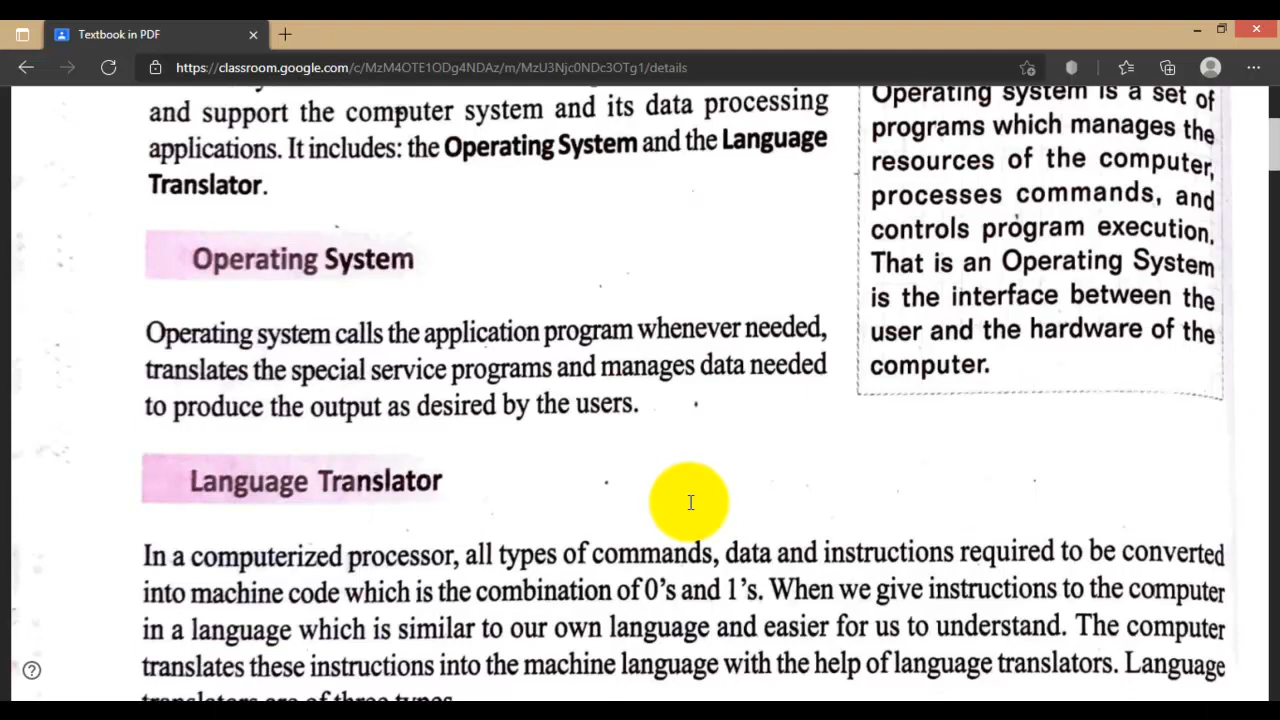 Textbook in PDF
https://classroom.google.com/c/MzM4OTE1ODg4NDAz/m/MzU3Njc0NDc3OTg1/details
and support the computer system and its data processing
applications. It includes: the Operating System and the Language
Translator.
Operating System
Operating system calls the application program whenever needed,
translates the special service programs and manages data needed
to produce the output as desired by the users.
Operating system is a set of
programs which manages the
resources of the computer,
processes commands, and
controls program execution.
That is an Operating System
is the interface between the
user and the hardware of the
computer.
Language Translator
In a computerized processor, all types of commands, data and instructions required to be converted
into machine code which is the combination of 0's and 1's. When we give instructions to the computer
in a language which is similar to our own language and easier for us to understand. The computer
translates these instructions into the machine language with the help of language translators. Language
translators are of three types